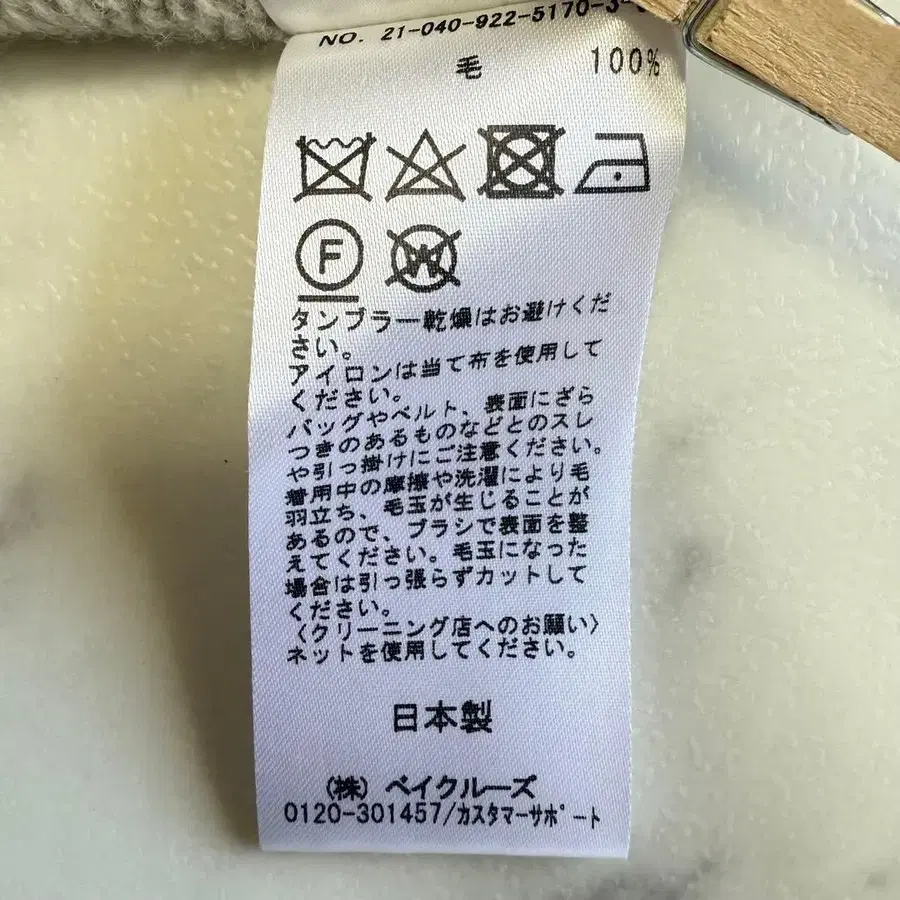 NO. 21-040-922-5170-3-
毛 100%
F
W
タンブラー乾燥はお避けくだ
さい。
アイロンは当て布を使用して
ください。
バッグやベルト、表面にざら
つきのあるものなどとのスレ
や引っ掛けにご注意ください。
着用中の摩擦や洗濯により毛
羽立ち、毛玉が生じることが
あるので、ブラシで表面を整
えてください。毛玉になった
場合は引っ張らずカットして
ください。
〈クリーニング店へのお願い〉
ネットを使用してください。
日本製
(株) ベイクルーズ
0120-301457/カスタマーサポート